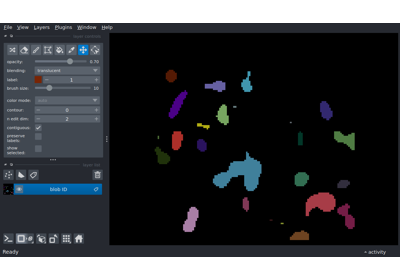 File View Layers Plugins Window Help
opacity: 0.70
blending: translucent
label: 1
brush size: 10
color mode:
contour: 0
n edit dim: 2
contiguous:
preserve labels:
show selected:
blob ID
Ready
activity